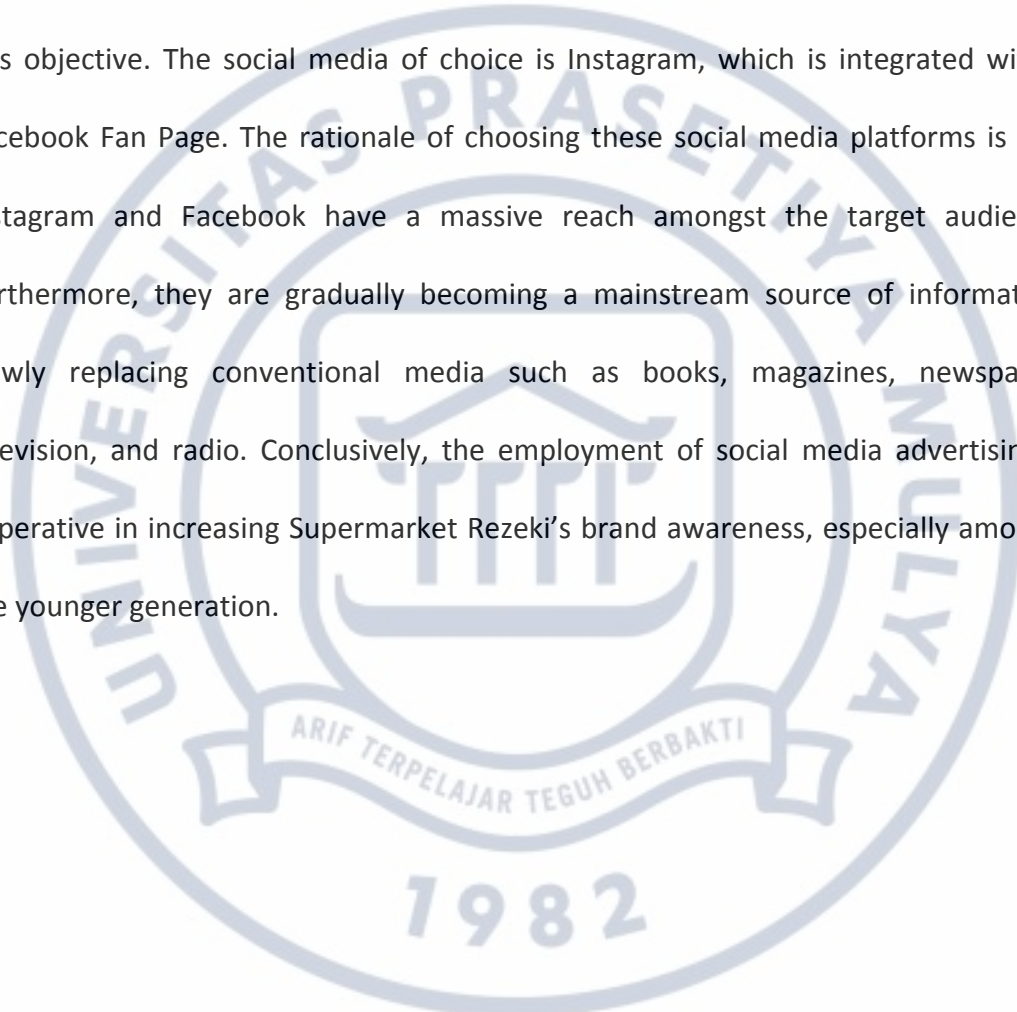 s objective. The social media of choice is Instagram, which is integrated wi
cebook Fan Page. The rationale of choosing these social media platforms is
stagram and Facebook have a massive reach amongst the target audie
rthermore, they are gradually becoming a mainstream source of informat
wly replacing conventional media such as books, magazines, newspa
evision, and radio. Conclusively, the employment of social media advertisin
perative in increasing Supermarket Rezeki's brand awareness, especially amo
e younger generation.
UNIVERSITAS PRASETIYA MULYA
ARIF TERPELAJAR TEGUH BERBAKTI
1982